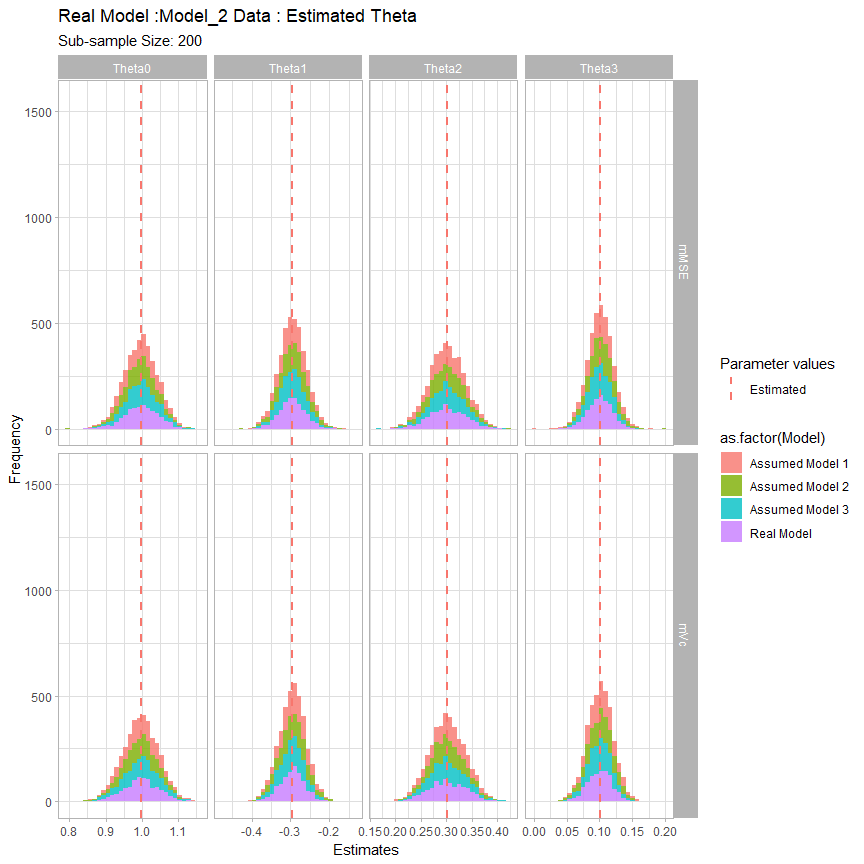 Real Model :Model_2 Data : Estimated Theta
Sub-sample Size: 200
Theta0 Theta1 Theta2 Theta3
1500
1000
500
0
mMSE
1500
1000
500
0
mVc
Frequency
0.8 0.9 1.0 1.1 -0.4 -0.3 -0.2 0.15 0.20 0.25 0.30 0.35 0.40 0.00 0.05 0.10 0.15 0.20
Estimates
Parameter values
Estimated
as.factor(Model)
Assumed Model 1
Assumed Model 2
Assumed Model 3
Real Model